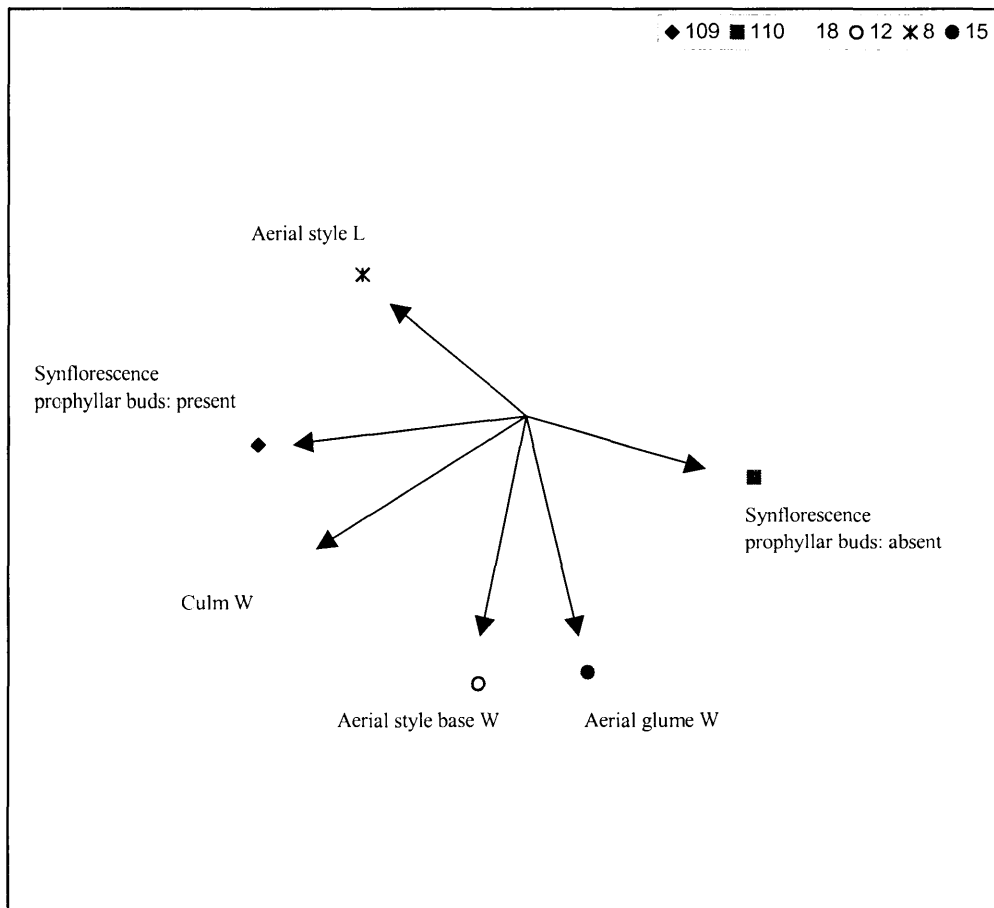 109 110 18 12 8 15
Aerial style L
Synflorescence
prophyllar buds: present
Synflorescence
prophyllar buds: absent
Culm W
Aerial style base W
Aerial glume W